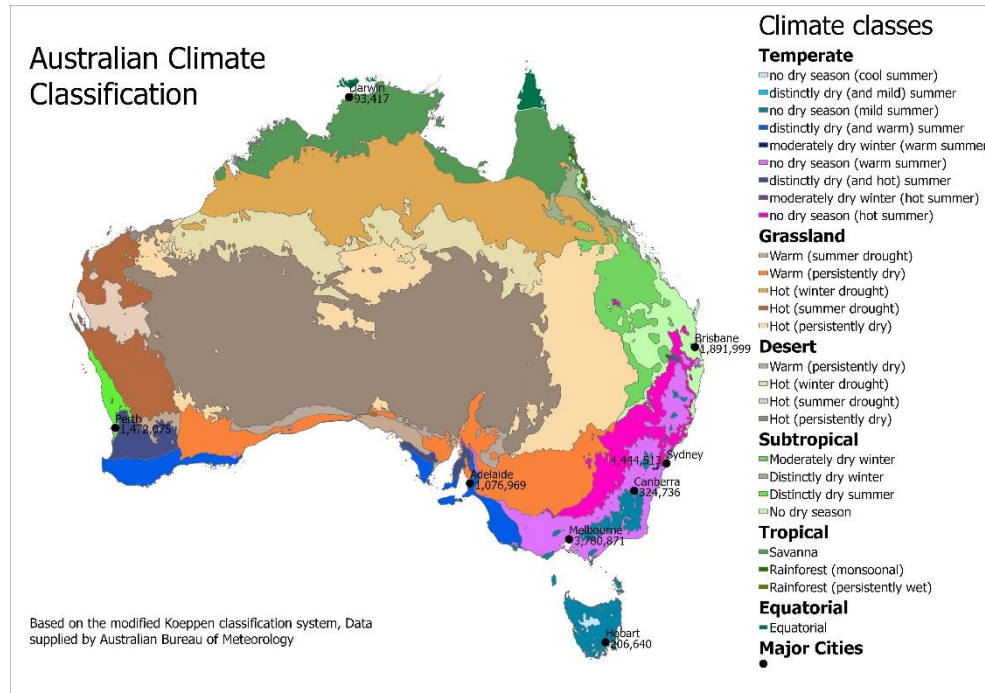 Australian Climate
Classification
Darwin
93,417
Brisbane
1,891,999
Perth
1,472,075
Sydney
4,444,513
Adelaide
1,076,969
Canberra
324,736
Melbourne
3,780,871
Hobart
206,640
Based on the modified Koeppen classification system, Data
supplied by Australian Bureau of Meteorology
Climate classes
Temperate
no dry season (cool summer)
distinctly dry (and mild) summer
no dry season (mild summer)
distinctly dry (and warm) summer
moderately dry winter (warm summer
no dry season (warm summer)
distinctly dry (and hot) summer
moderately dry winter (hot summer)
no dry season (hot summer)
Grassland
Warm (summer drought)
Warm (persistently dry)
Hot (winter drought)
Hot (summer drought)
Hot (persistently dry)
Desert
Warm (persistently dry)
Hot (winter drought)
Hot (summer drought)
Hot (persistently dry)
Subtropical
Moderately dry winter
Distinctly dry winter
Distinctly dry summer
No dry season
Tropical
Savanna
Rainforest (monsoonal)
Rainforest (persistently wet)
Equatorial
Equatorial
Major Cities